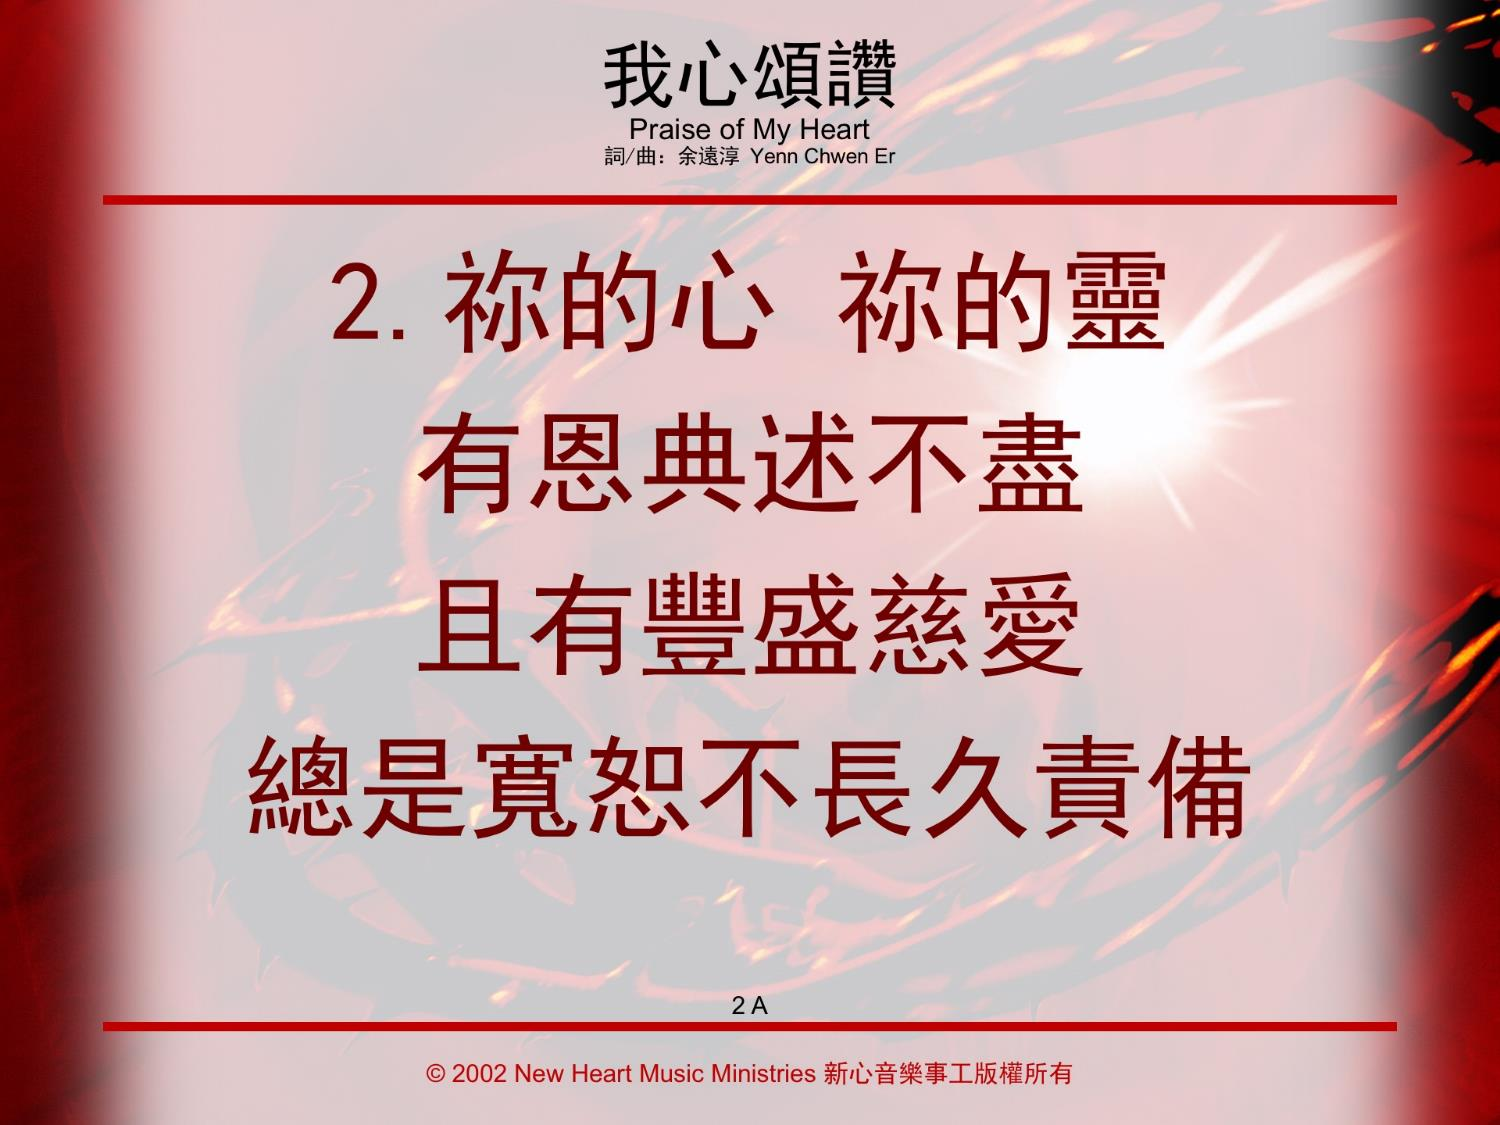 我心頌讚
Praise of My Heart
詞/曲：余遠淳 Yenn Chwen Er
2.祢的心 祢的靈
有恩典述不盡
且有豐盛慈愛
總是寬恕不長久責備
2 A
© 2002 New Heart Music Ministries 新心音樂事工版權所有